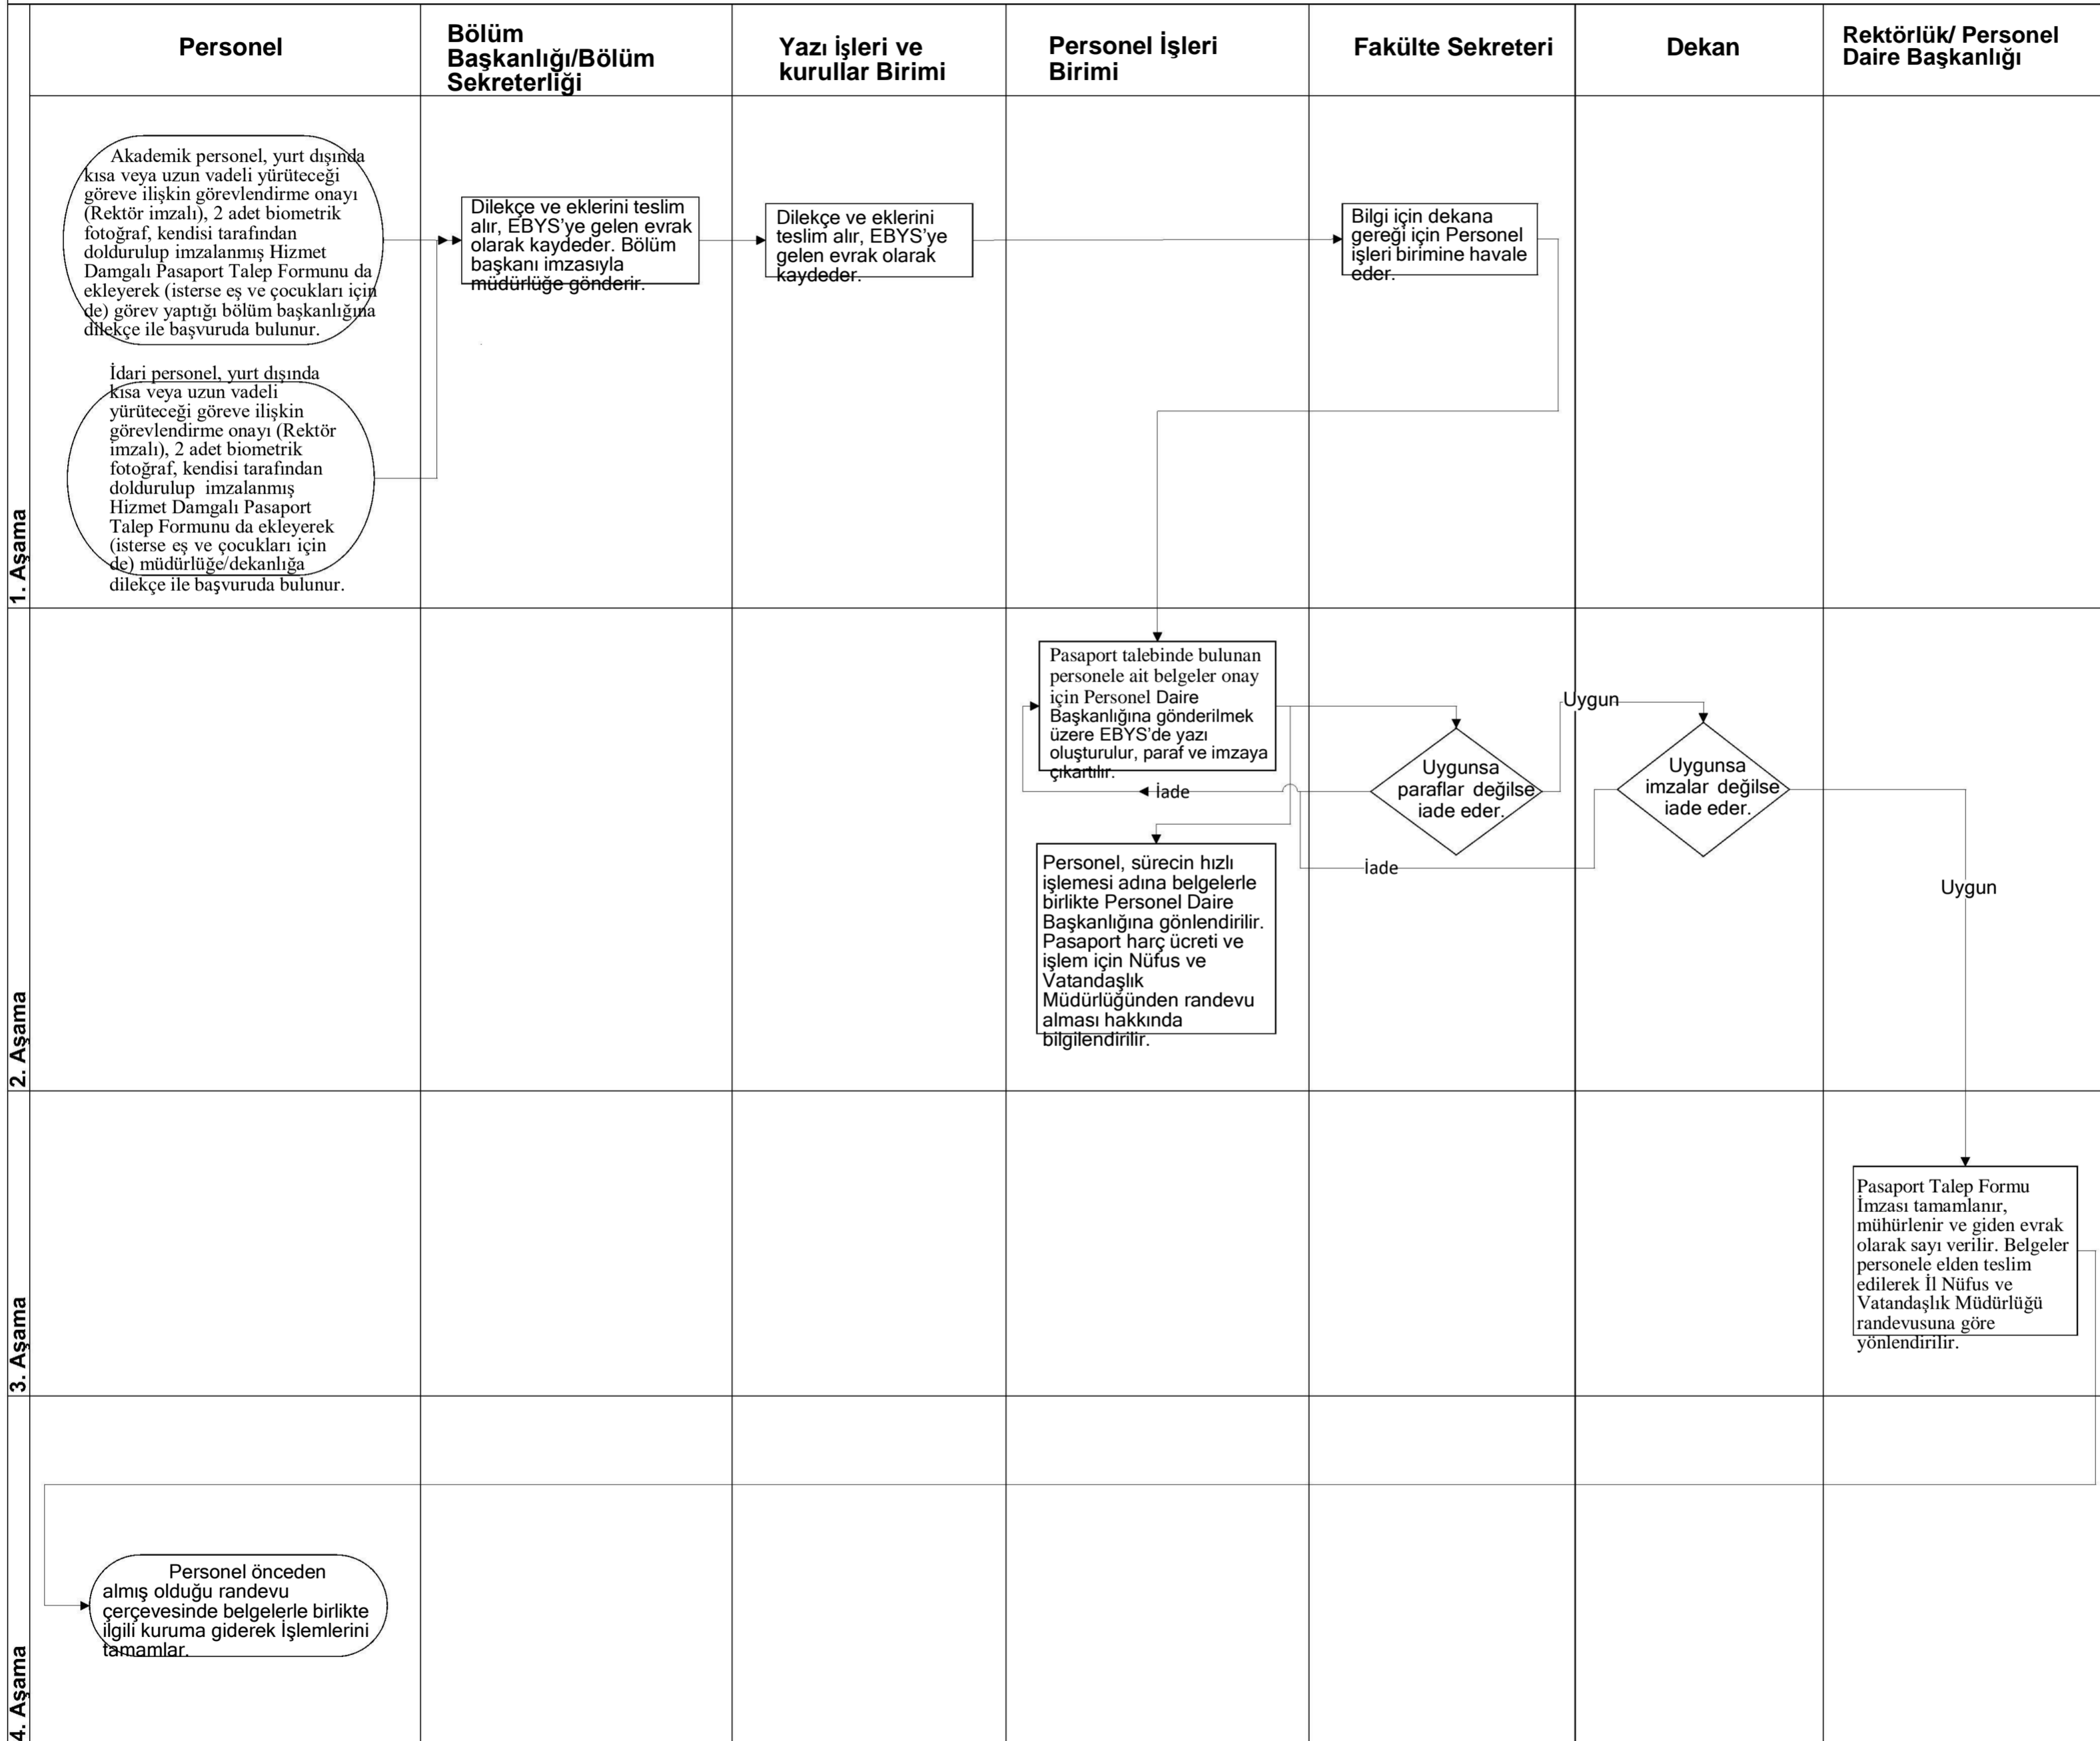 Personel
Bölüm
Başkanlığı/Bölüm
Sekreterliği
Yazı işleri ve
kurullar Birimi
Personel İşleri
Birimi
Fakülte Sekreteri
Dekan
Rektörlük/ Personel
Daire Başkanlığı
1. Aşama
Akademik personel, yurt dışında
kısa veya uzun vadeli yürüteceği
göreve ilişkin görevlendirme onayı
(Rektör imzalı), 2 adet biometrik
fotoğraf, kendisi tarafından
doldurulup imzalanmış Hizmet
Damgalı Pasaport Talep Formunu da
ekleyerek (isterse eş ve çocukları için
de) görev yaptığı bölüm başkanlığına
dilekçe ile başvuruda bulunur.
İdari personel, yurt dışında
kısa veya uzun vadeli
yürüteceği göreve ilişkin
görevlendirme onayı (Rektör
imzalı), 2 adet biometrik
fotoğraf, kendisi tarafından
doldurulup imzalanmış
Hizmet Damgalı Pasaport
Talep Formunu da ekleyerek
(isterse eş ve çocukları için
de) müdürlüğe/dekanlığa
dilekçe ile başvuruda bulunur.
Dilekçe ve eklerini teslim
alır, EBYS’ye gelen evrak
olarak kaydeder. Bölüm
başkanı imzasıyla
müdürlüğe gönderir.
Dilekçe ve eklerini
teslim alır, EBYS’ye
gelen evrak olarak
kaydeder.
Bilgi için dekana
gereği için Personel
işleri birimine havale
eder.
2. Aşama
Pasaport talebinde bulunan
personele ait belgeler onay
için Personel Daire
Başkanlığına gönderilmek
üzere EBYS’de yazı
oluşturulur, paraf ve imzaya
çıkartılır.
İade
Uygunsa
paraflar değilse
iade eder.
Uygun
Uygunsa
imzalar değilse
iade eder.
İade
Uygun
Personel, sürecin hızlı
işlemesi adına belgelerle
birlikte Personel Daire
Başkanlığına gönlendirilir.
Pasaport harç ücreti ve
işlem için Nüfus ve
Vatandaşlık
Müdürlüğünden randevu
alması hakkında
bilgilendirilir.
3. Aşama
Pasaport Talep Formu
İmzası tamamlanır,
mühürlenir ve giden evrak
olarak sayı verilir. Belgeler
personele elden teslim
edilerek İl Nüfus ve
Vatandaşlık Müdürlüğü
randevusuna göre
yönlendirilir.
4. Aşama
Personel önceden
almış olduğu randevu
çerçevesinde belgelerle birlikte
ilgili kuruma giderek İşlemlerini
tamamlar.